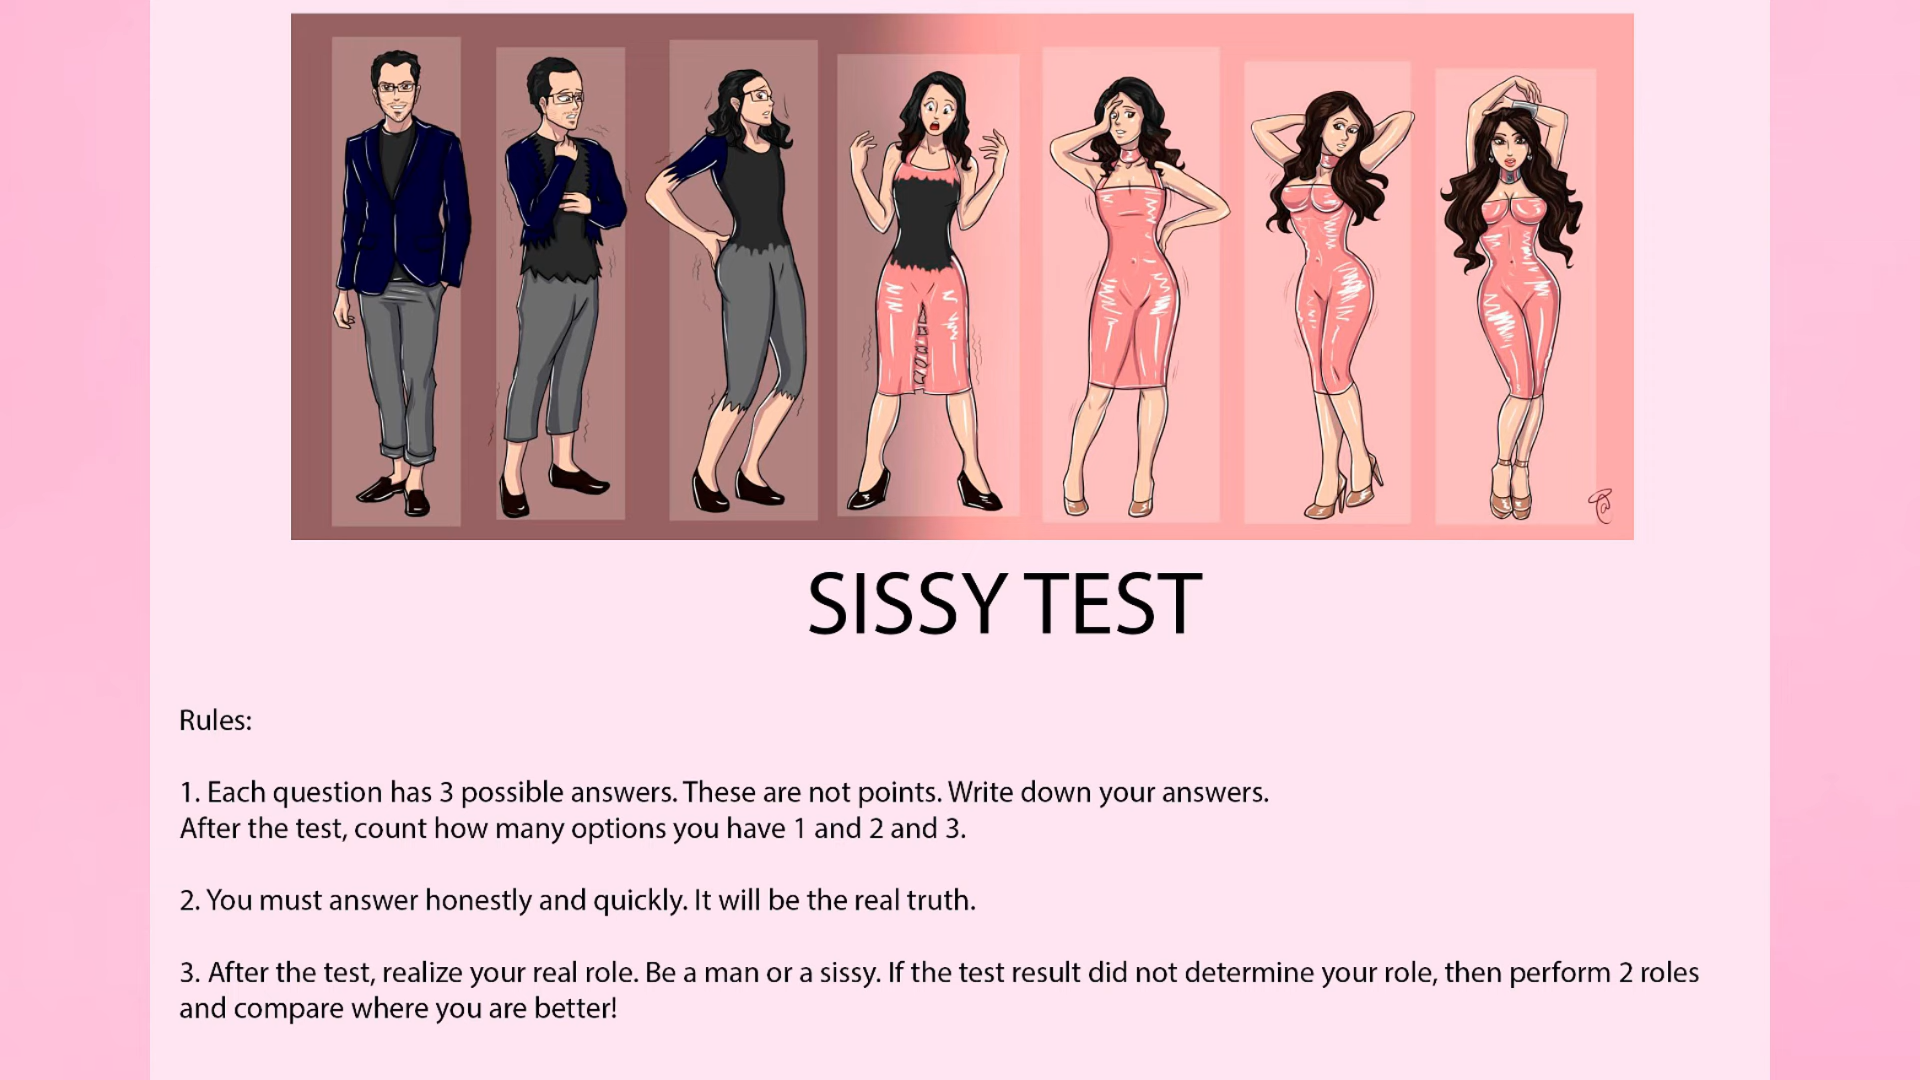 SISSY TEST
Rules:
1. Each question has 3 possible answers. These are not points. Write down your answers.
After the test, count how many options you have 1 and 2 and 3.
2. You must answer honestly and quickly. It will be the real truth.
3. After the test, realize your real role. Be a man or a sissy. If the test result did not determine your role, then perform 2 roles
and compare where you are better!